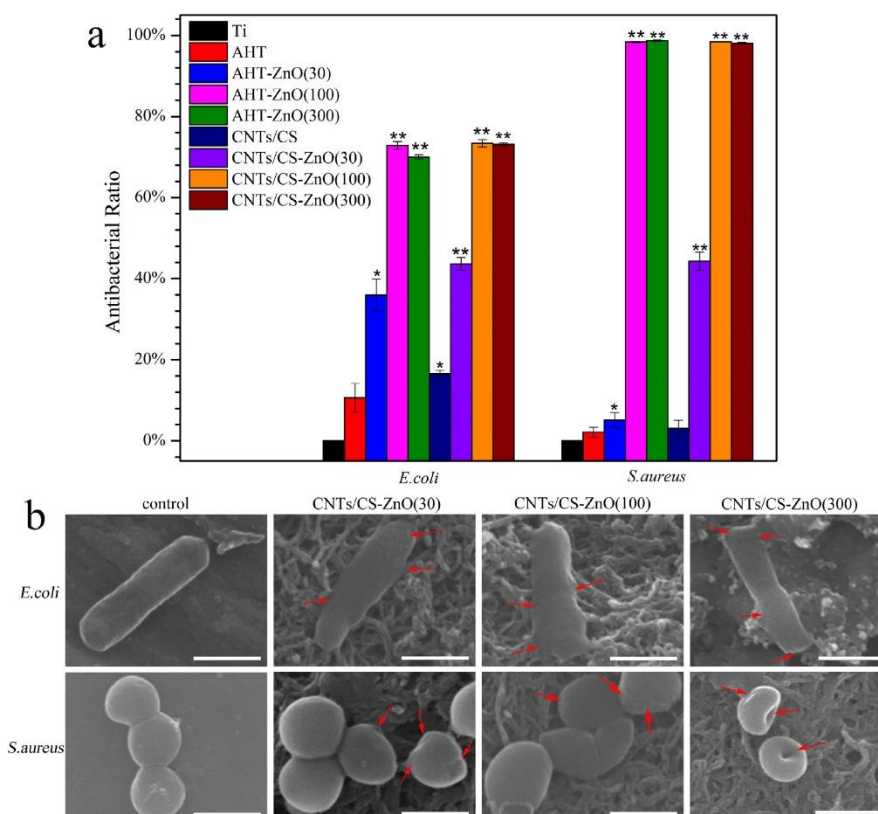 a
Antibacterial Ratio
100%
80%
60%
40%
20%
0%
Ti
AHT
AHT-ZnO(30)
AHT-ZnO(100)
AHT-ZnO(300)
CNTs/CS
CNTs/CS-ZnO(30)
CNTs/CS-ZnO(100)
CNTs/CS-ZnO(300)
* ** ** * ** ** **
* ** ** ** ** **
E.coli S.aureus
b
control CNTs/CS-ZnO(30) CNTs/CS-ZnO(100) CNTs/CS-ZnO(300)
E.coli
S.aureus